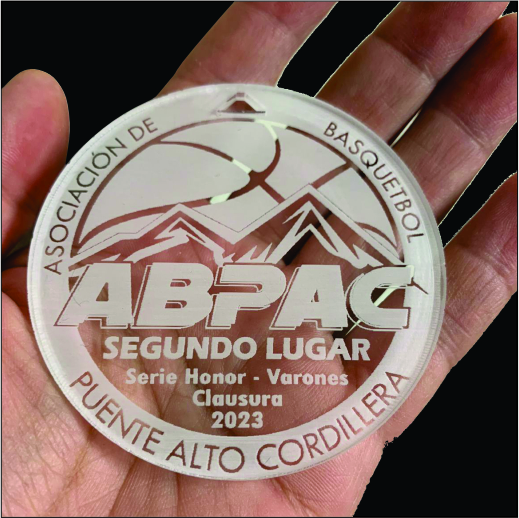 ASOCIACIÓN DE BASQUETBOL
ABPAC
SEGUNDO LUGAR
Serie Honor - Varones
Clausura
2023
PUENTE ALTO CORDILLERA